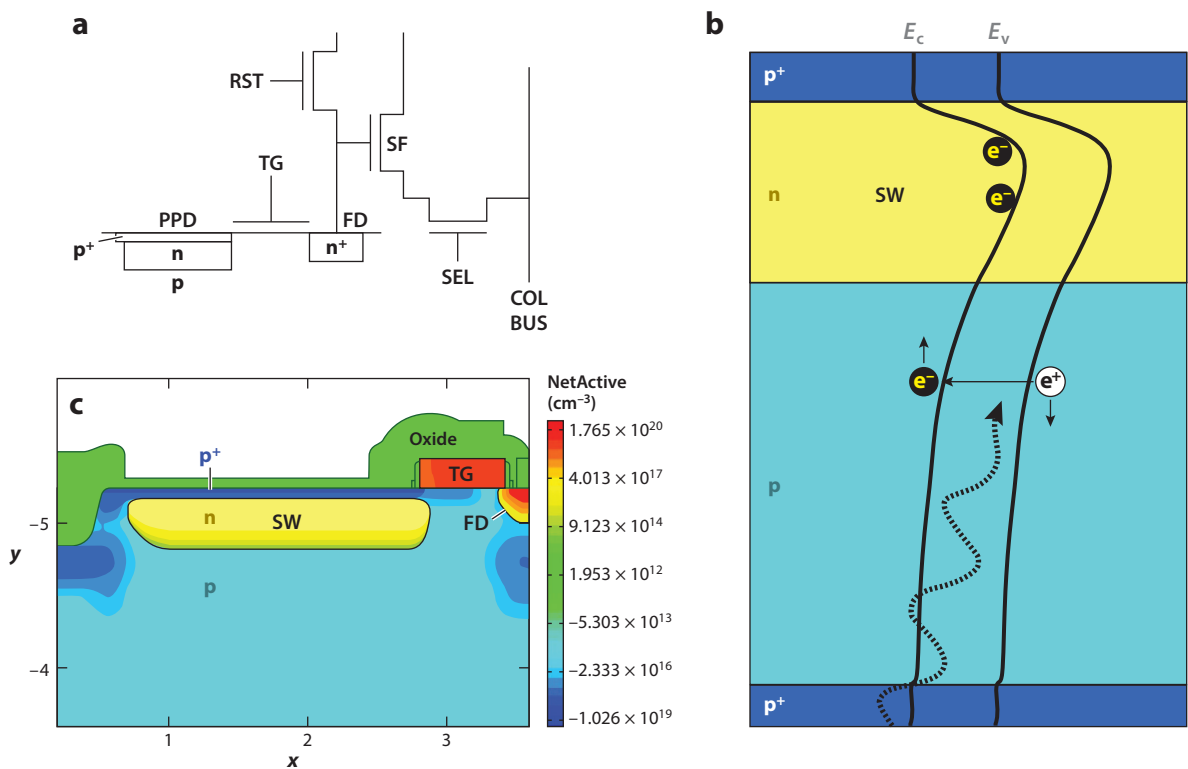 a
RST
SF
TG
PPD
FD
p+
n
n+
p
SEL
COL
BUS
b
Ec
Ev
p+
e−
e−
n
SW
e−
e+
p
p+
c
NetActive
(cm−3)
1.765 × 10^20
4.013 × 10^17
9.123 × 10^14
1.953 × 10^12
−5.303 × 10^13
−2.333 × 10^16
−1.026 × 10^19
Oxide
p+
TG
n
SW
FD
p
−5
−4
y
1
2
3
x